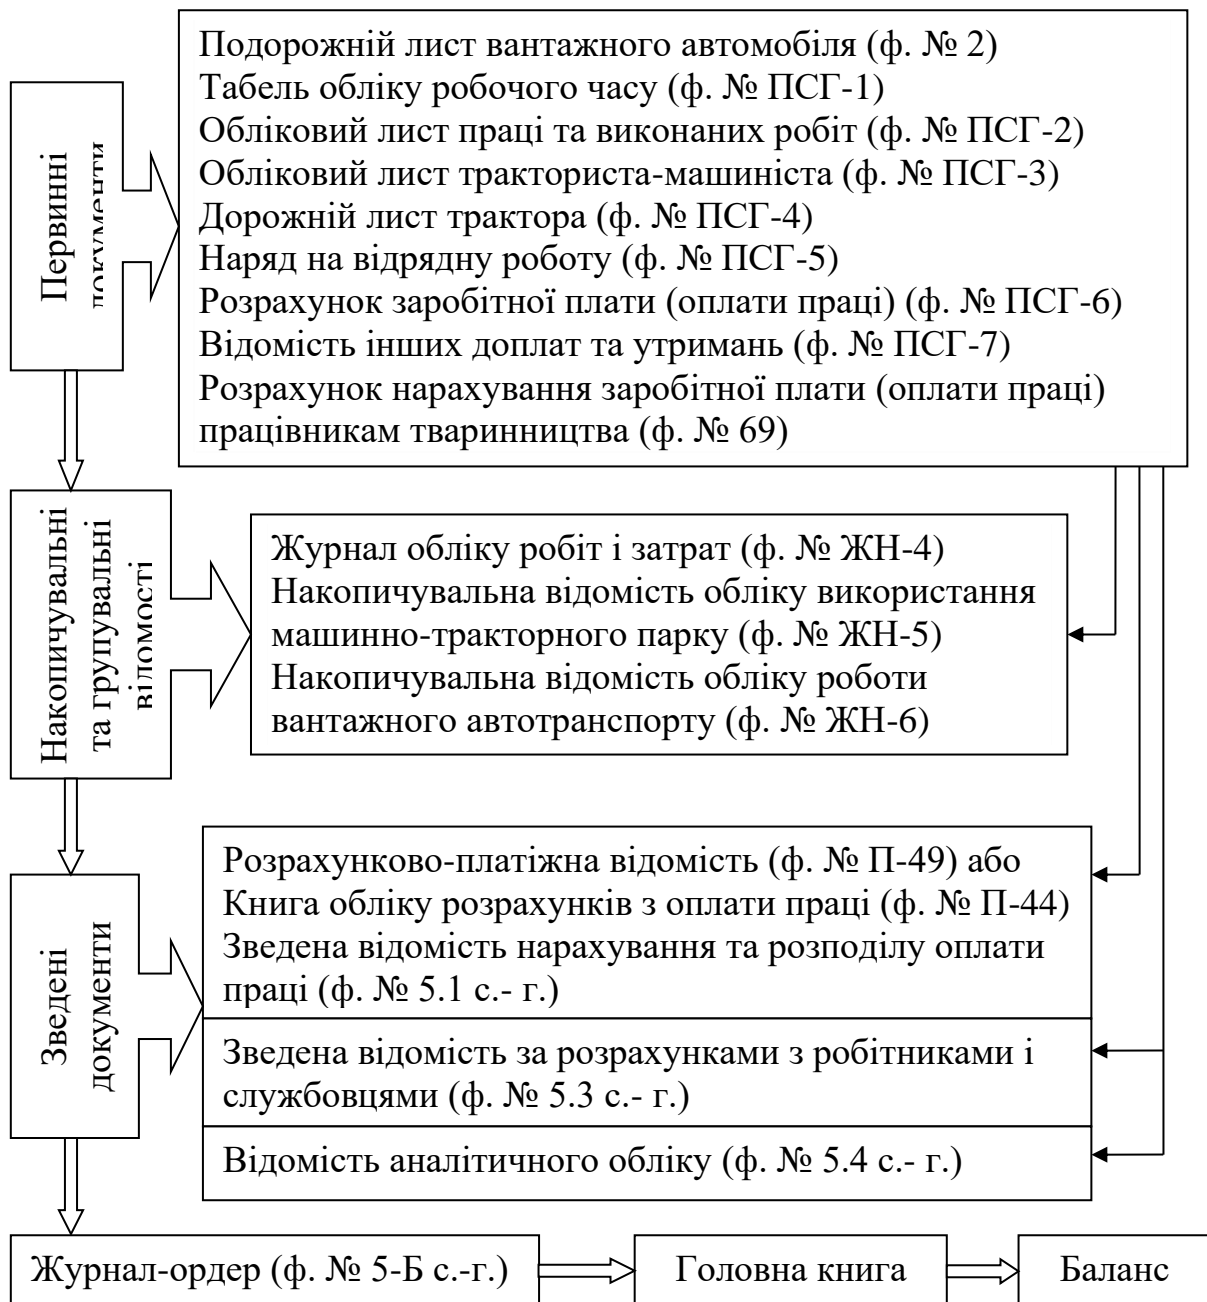 Первинні
документи
Подорожній лист вантажного автомобіля (ф. № 2)
Табель обліку робочого часу (ф. № ПСГ-1)
Обліковий лист праці та виконаних робіт (ф. № ПСГ-2)
Обліковий лист тракториста-машиніста (ф. № ПСГ-3)
Дорожній лист трактора (ф. № ПСГ-4)
Наряд на відрядну роботу (ф. № ПСГ-5)
Розрахунок заробітної плати (оплати праці) (ф. № ПСГ-6)
Відомість інших доплат та утримань (ф. № ПСГ-7)
Розрахунок нарахування заробітної плати (оплати праці)
працівникам тваринництва (ф. № 69)
Накопичувальні
та групувальні
відомості
Журнал обліку робіт і затрат (ф. № ЖН-4)
Накопичувальна відомість обліку використання
машинно-тракторного парку (ф. № ЖН-5)
Накопичувальна відомість обліку роботи
вантажного автотранспорту (ф. № ЖН-6)
Зведені
документи
Розрахунково-платіжна відомість (ф. № П-49) або
Книга обліку розрахунків з оплати праці (ф. № П-44)
Зведена відомість нарахування та розподілу оплати
праці (ф. № 5.1 с.- г.)
Зведена відомість за розрахунками з робітниками і
службовцями (ф. № 5.3 с.- г.)
Відомість аналітичного обліку (ф. № 5.4 с.- г.)
Журнал-ордер (ф. № 5-Б с.-г.)
Головна книга
Баланс